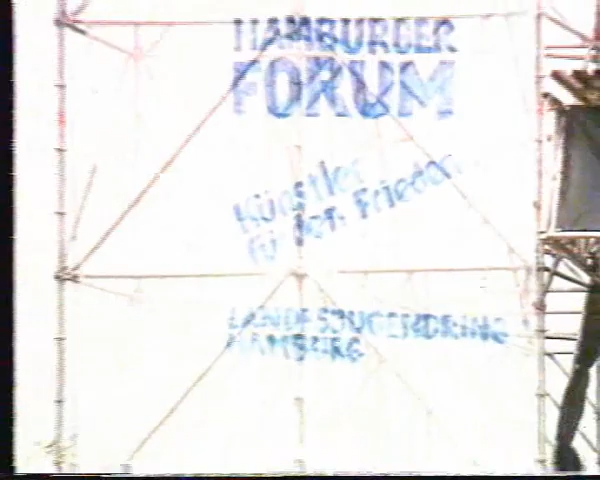 HAMBURGER
FORUM
Künstler
für den Frieden
LANDESJUGENDRING
HAMBURG